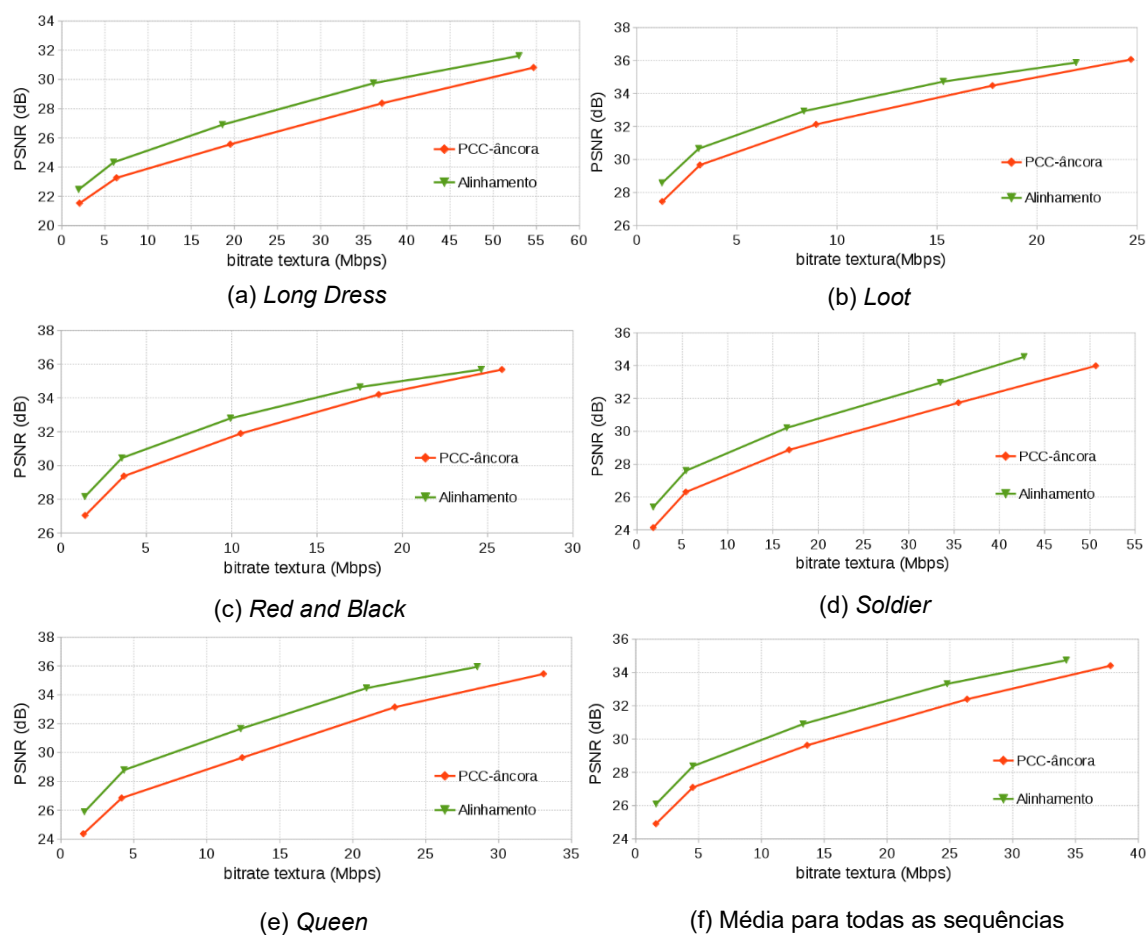 34
32
30
28
26
24
22
20
PSNR (dB)
PCC-âncora
Alinhamento
0 5 10 15 20 25 30 35 40 45 50 55 60
bitrate textura (Mbps)
(a) Long Dress
38
36
34
32
30
28
26
PSNR (dB)
PCC-âncora
Alinhamento
0 5 10 15 20 25
bitrate textura(Mbps)
(b) Loot
38
36
34
32
30
28
26
PSNR (dB)
PCC-âncora
Alinhamento
0 5 10 15 20 25 30
bitrate textura (Mbps)
(c) Red and Black
36
34
32
30
28
26
24
PSNR (dB)
PCC-âncora
Alinhamento
0 5 10 15 20 25 30 35 40 45 50 55
bitrate textura (Mbps)
(d) Soldier
38
36
34
32
30
28
26
24
PSNR (dB)
PCC-âncora
Alinhamento
0 5 10 15 20 25 30 35
bitrate textura (Mbps)
(e) Queen
36
34
32
30
28
26
24
PSNR (dB)
PCC-âncora
Alinhamento
0 5 10 15 20 25 30 35 40
bitrate textura (Mbps)
(f) Média para todas as sequências